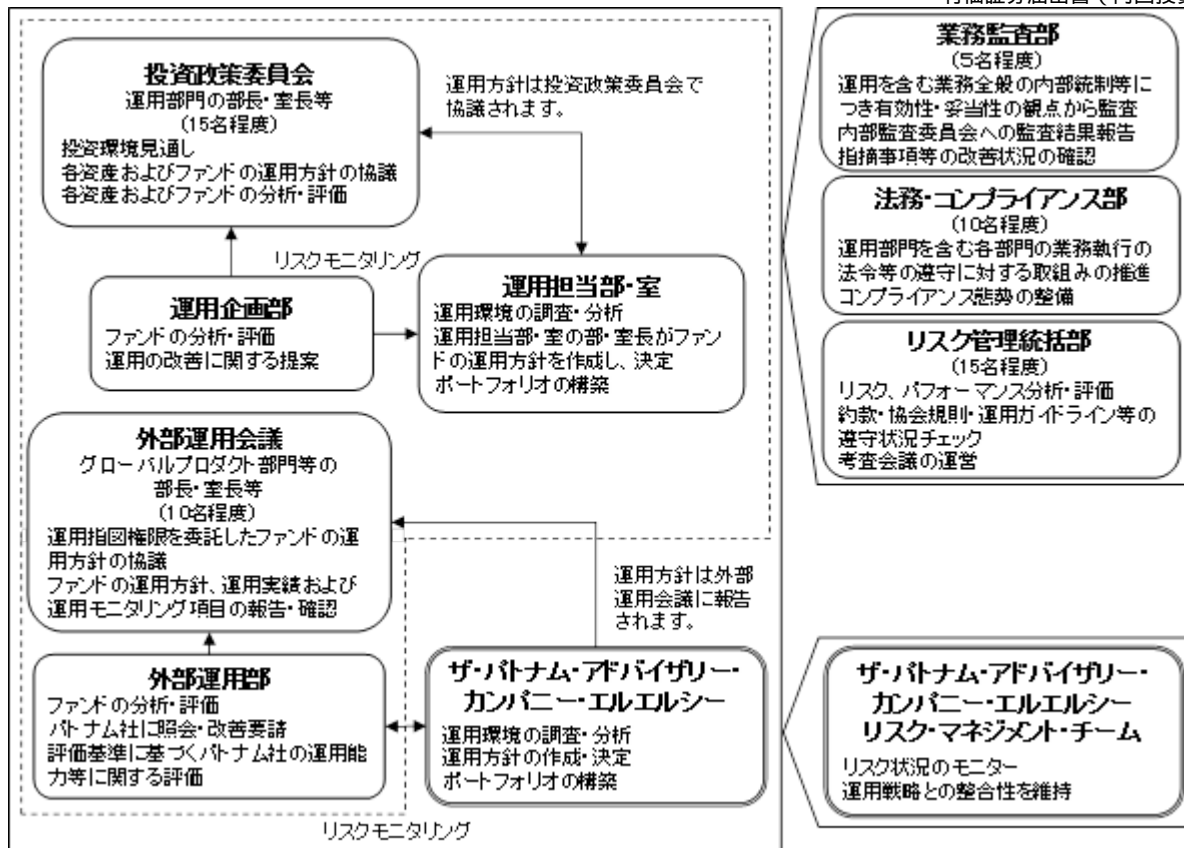 投資政策委員会
運用部門の部長・室長等
(15名程度)
投資環境見通し
各資産およびファンドの運用方針の協議
各資産およびファンドの分析・評価
運用方針は投資政策委員会で
協議されます。
リスクモニタリング
運用企画部
ファンドの分析・評価
運用の改善に関する提案
運用担当部・室
運用環境の調査・分析
運用担当部・室の部・室長がファン
ドの運用方針を作成し、決定
ポートフォリオの構築
外部運用会議
グローバルプロダクト部門等の
部長・室長等
(10名程度)
運用指図権限を委託したファンドの運
用方針の協議
ファンドの運用方針、運用実績および
運用モニタリング項目の報告・確認
運用方針は外部
運用会議に報告
されます。
外部運用部
ファンドの分析・評価
パトナム社に照会・改善要請
評価基準に基づくパトナム社の運用能
力等に関する評価
ザ・パトナム・アドバイザリー・
カンパニー・エルエルシー
運用環境の調査・分析
運用方針の作成・決定
ポートフォリオの構築
リスクモニタリング
業務監査部
(5名程度)
運用を含む業務全般の内部統制等に
つき有効性・妥当性の観点から監査
内部監査委員会への監査結果報告
指摘事項等の改善状況の確認
法務・コンプライアンス部
(10名程度)
運用部門を含む各部門の業務執行の
法令等の遵守に対する取組みの推進
コンプライアンス態勢の整備
リスク管理統括部
(15名程度)
リスク、パフォーマンス分析・評価
約款・協会規則・運用ガイドライン等の
遵守状況チェック
考査会議の運営
ザ・パトナム・アドバイザリー・
カンパニー・エルエルシー
リスク・マネジメント・チーム
リスク状況のモニター
運用戦略との整合性を維持